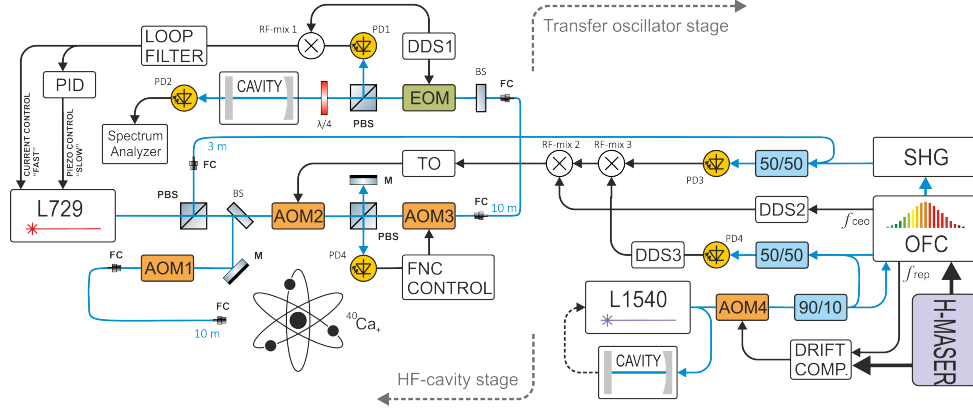 Transfer oscillator stage
RF-mix 1
PD1
DDS1
LOOP
FILTER
PD2
CAVITY
PID
λ/4
PBS
EOM
BS
FC
Spectrum
Analyzer
CURRENT CONTROL
"FAST"
PIEZO CONTROL
"SLOW"
3 m
FC
RF-mix 2
RF-mix 3
TO
M
PD3
50/50
SHG
L729
PBS
BS
AOM2
PBS
AOM3
FC
10 m
DDS2
fceo
OFC
FC
AOM1
M
PD4
FNC
CONTROL
DDS3
PD4
50/50
frep
FC
10 m
40Ca+
L1540
AOM4
90/10
H-MASER
CAVITY
DRIFT
COMP.
HF-cavity stage